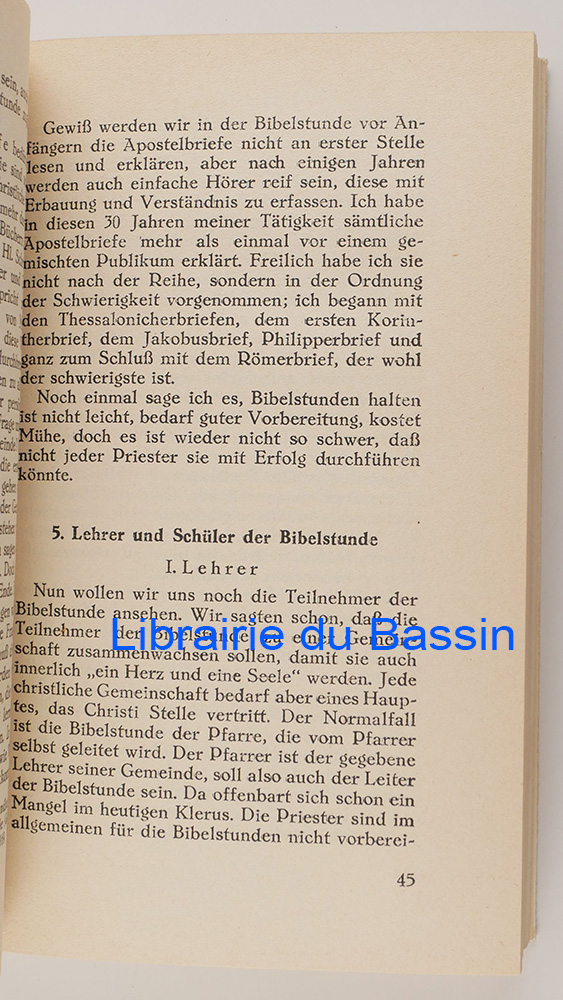 Gewiß werden wir in der Bibelstunde vor An-
fängern die Apostelbriefe nicht an erster Stelle
lesen und erklären, aber nach einigen Jahren
werden auch einfache Hörer reif sein, diese mit
Erbauung und Verständnis zu erfassen. Ich habe
in diesen 30 Jahren meiner Tätigkeit sämtliche
Apostelbriefe mehr als einmal vor einem ge-
mischten Publikum erklärt. Freilich habe ich sie
nicht nach der Reihe, sondern in der Ordnung
der Schwierigkeit vorgenommen; ich begann mit
den Thessalonicherbriefen, dem ersten Korin-
therbrief, dem Jakobusbrief, Philipperbrief und
ganz zum Schluß mit dem Römerbrief, der wohl
der schwierigste ist.
Noch einmal sage ich es, Bibelstunden halten
ist nicht leicht, bedarf guter Vorbereitung, kostet
Mühe, doch es ist wieder nicht so schwer, daß
nicht jeder Priester sie mit Erfolg durchführen
könnte.
5. Lehrer und Schüler der Bibelstunde
I. Lehrer
Nun wollen wir uns noch die Teilnehmer der
Bibelstunde ansehen. Wir sagten schon, daß die
Teilnehmer der Bibelstunde zu einer Gemein-
schaft zusammenwachsen sollen, damit sie auch
innerlich „ein Herz und eine Seele“ werden. Jede
christliche Gemeinschaft bedarf aber eines Haup-
tes, das Christi Stelle vertritt. Der Normalfall
ist die Bibelstunde der Pfarre, die vom Pfarrer
selbst geleitet wird. Der Pfarrer ist der gegebene
Lehrer seiner Gemeinde, soll also auch der Leiter
der Bibelstunde sein. Da offenbart sich schon ein
Mangel im heutigen Klerus. Die Priester sind im
allgemeinen für die Bibelstunden nicht vorberei-
45
Librairie du Bassin